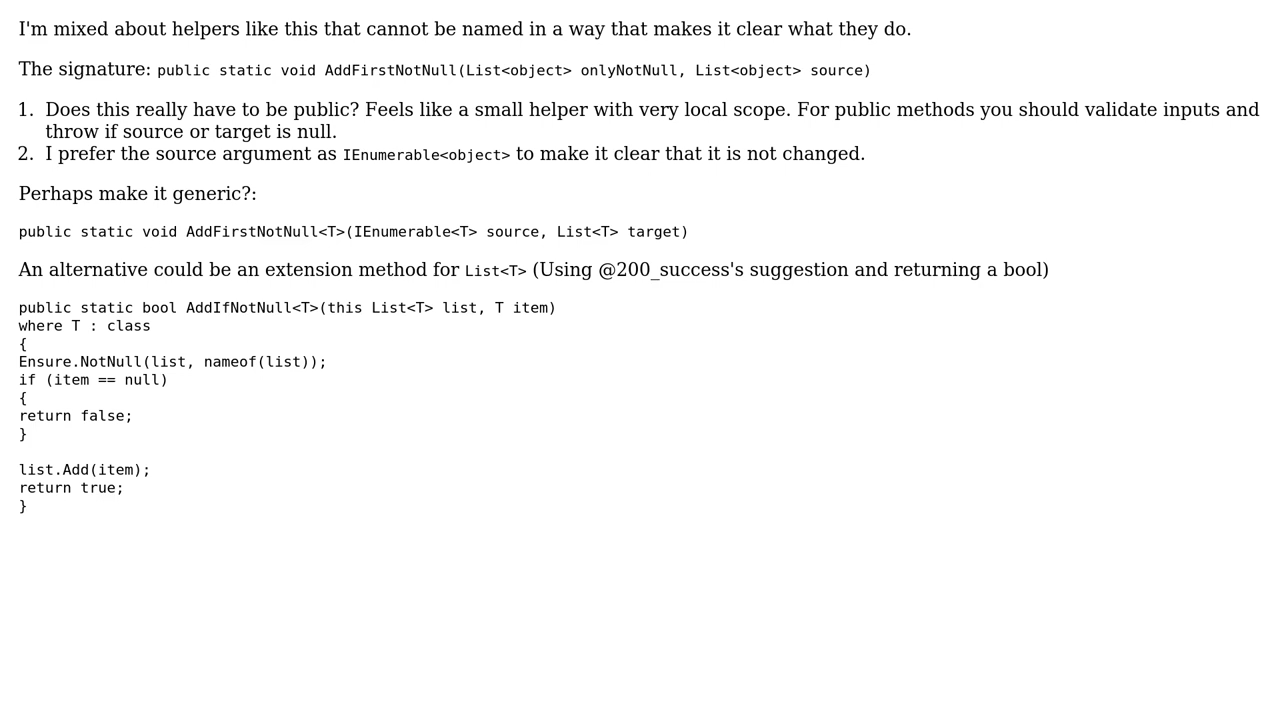 I'm mixed about helpers like this that cannot be named in a way that makes it clear what they do.
The signature: public static void AddFirstNotNull(List<object> onlyNotNull, List<object> source)
1. Does this really have to be public? Feels like a small helper with very local scope. For public methods you should validate inputs and
throw if source or target is null.
2. I prefer the source argument as IEnumerable<object> to make it clear that it is not changed.
Perhaps make it generic?:
public static void AddFirstNotNull<T>(IEnumerable<T> source, List<T> target)
An alternative could be an extension method for List<T> (Using @200_success's suggestion and returning a bool)
public static bool AddIfNotNull<T>(this List<T> list, T item)
where T : class
{
Ensure.NotNull(list, nameof(list));
if (item == null)
{
return false;
}
list.Add(item);
return true;
}